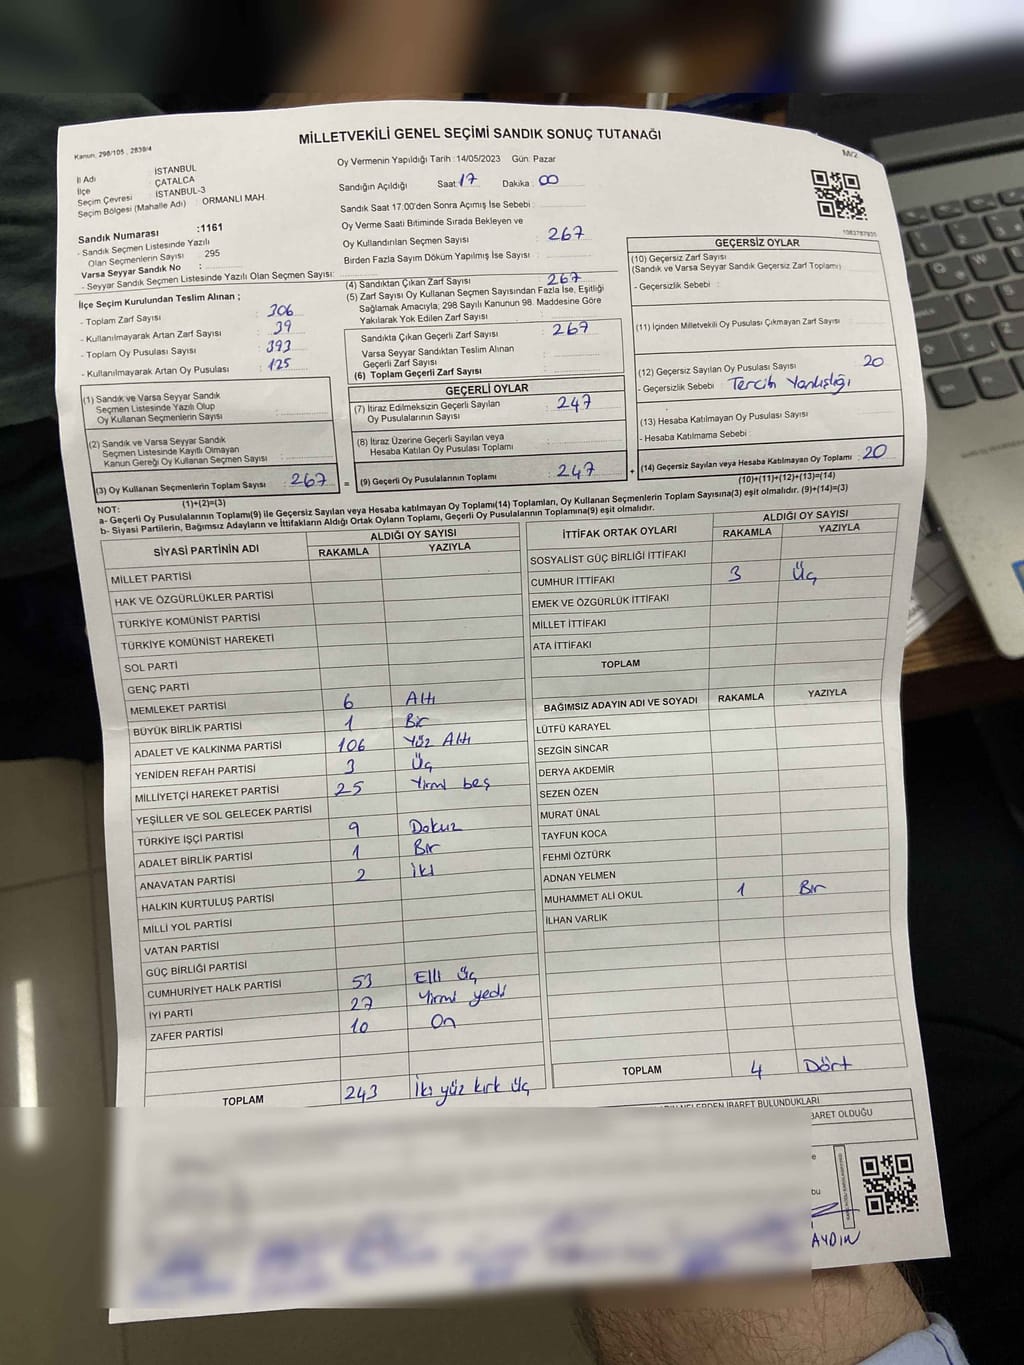 MİLLETVEKİLİ GENEL SEÇİMİ SANDIK SONUÇ TUTANAĞI
Kanun, 298/105, 2839/4
M/2
İl Adı İSTANBUL
İlçe ÇATALCA
Seçim Çevresi İSTANBUL-3
Seçim Bölgesi (Mahalle Adı) : ORMANLI MAH
Sandık Numarası :1161
- Sandık Seçmen Listesinde Yazılı
Olan Seçmenlerin Sayısı : 295
Varsa Seyyar Sandık No :
- Seyyar Sandık Seçmen Listesinde Yazılı Olan Seçmen Sayısı:
Oy Vermenin Yapıldığı Tarih :14/05/2023 Gün: Pazar
Sandığın Açıldığı Saat: 17 Dakika : 00
Sandık Saat 17.00'den Sonra Açımış İse Sebebi :
Oy Verme Saati Bitiminde Sırada Bekleyen ve
Oy Kullandırılan Seçmen Sayısı : 267
Birden Fazla Sayım Döküm Yapılmış İse Sayısı :
İlçe Seçim Kurulundan Teslim Alınan ;
- Toplam Zarf Sayısı : 306
- Kullanılmayarak Artan Zarf Sayısı : 39
- Toplam Oy Pusulası Sayısı : 393
- Kullanılmayarak Artan Oy Pusulası : 125
(1) Sandık ve Varsa Seyyar Sandık
Seçmen Listesinde Yazılı Olup
Oy Kullanan Seçmenlerin Sayısı :
(2) Sandık ve Varsa Seyyar Sandık
Seçmen Listesinde Kayıtlı Olmayan
Kanun Gereği Oy Kullanan Seçmen Sayısı :
(3) Oy Kullanan Seçmenlerin Toplam Sayısı : 267
(1)+(2)=(3)
(4) Sandıktan Çıkan Zarf Sayısı : 267
(5) Zarf Sayısı Oy Kullanan Seçmen Sayısından Fazla İse, Eşitliği
Sağlamak Amacıyla; 298 Sayılı Kanunun 98. Maddesine Göre
Yakılarak Yok Edilen Zarf Sayısı :
Sandıkta Çıkan Geçerli Zarf Sayısı : 267
Varsa Seyyar Sandıktan Teslim Alınan
Geçerli Zarf Sayısı :
(6) Toplam Geçerli Zarf Sayısı :
GEÇERLİ OYLAR
(7) İtiraz Edilmeksizin Geçerli Sayılan
Oy Pusulalarının Sayısı : 247
(8) İtiraz Üzerine Geçerli Sayılan veya
Hesaba Katılan Oy Pusulası Toplamı :
= (9) Geçerli Oy Pusulalarının Toplamı : 247
1083787935
GEÇERSİZ OYLAR
(10) Geçersiz Zarf Sayısı
(Sandık ve Varsa Seyyar Sandık Geçersiz Zarf Toplamı) :
- Geçersizlik Sebebi :
(11) İçinden Milletvekili Oy Pusulası Çıkmayan Zarf Sayısı :
(12) Geçersiz Sayılan Oy Pusulası Sayısı : 20
- Geçersizlik Sebebi : Tercih Yanlışlığı
(13) Hesaba Katılmayan Oy Pusulası Sayısı
- Hesaba Katılmama Sebebi :
+ (14) Geçersiz Sayılan veya Hesaba Katılmayan Oy Toplamı : 20
(10)+(11)+(12)+(13)=(14)
NOT:
a- Geçerli Oy Pusulalarının Toplamı(9) ile Geçersiz Sayılan veya Hesaba katılmayan Oy Toplamı(14) Toplamları, Oy Kullanan Seçmenlerin Toplam Sayısına(3) eşit olmalıdır. (9)+(14)=(3)
b- Siyasi Partilerin, Bağımsız Adayların ve İttifakların Aldığı Ortak Oyların Toplamı, Geçerli Oy Pusulalarının Toplamına(9) eşit olmalıdır.
SİYASİ PARTİNİN ADI ALDIĞI OY SAYISI
RAKAMLA YAZIYLA
MİLLET PARTİSİ
HAK VE ÖZGÜRLÜKLER PARTİSİ
TÜRKİYE KOMÜNİST PARTİSİ
TÜRKİYE KOMÜNİST HAREKETİ
SOL PARTİ
GENÇ PARTİ
MEMLEKET PARTİSİ 6 Altı
BÜYÜK BİRLİK PARTİSİ 1 Bir
ADALET VE KALKINMA PARTİSİ 106 Yüz Altı
YENİDEN REFAH PARTİSİ 3 Üç
MİLLİYETÇİ HAREKET PARTİSİ 25 Yirmi beş
YEŞİLLER VE SOL GELECEK PARTİSİ
TÜRKİYE İŞÇİ PARTİSİ 9 Dokuz
ADALET BİRLİK PARTİSİ 1 Bir
ANAVATAN PARTİSİ 2 İki
HALKIN KURTULUŞ PARTİSİ
MİLLİ YOL PARTİSİ
VATAN PARTİSİ
GÜÇ BİRLİĞİ PARTİSİ
CUMHURİYET HALK PARTİSİ 53 Elli üç
İYİ PARTİ 27 Yirmi yedi
ZAFER PARTİSİ 10 On
TOPLAM 243 İki yüz kırk üç
İTTİFAK ORTAK OYLARI ALDIĞI OY SAYISI
RAKAMLA YAZIYLA
SOSYALİST GÜÇ BİRLİĞİ İTTİFAKI
CUMHUR İTTİFAKI 3 Üç
EMEK VE ÖZGÜRLÜK İTTİFAKI
MİLLET İTTİFAKI
ATA İTTİFAKI
TOPLAM
BAĞIMSIZ ADAYIN ADI VE SOYADI RAKAMLA YAZIYLA
LÜTFÜ KARAYEL
SEZGİN SİNCAR
DERYA AKDEMİR
SEZEN ÖZEN
MURAT ÜNAL
TAYFUN KOCA
FEHMİ ÖZTÜRK
ADNAN YELMEN
MUHAMMET ALİ OKUL 1 Bir
İLHAN VARLIK
TOPLAM 4 Dört
İBARET BULUNDUKLARI
BARET OLDUĞU
e
bu
AYDIN